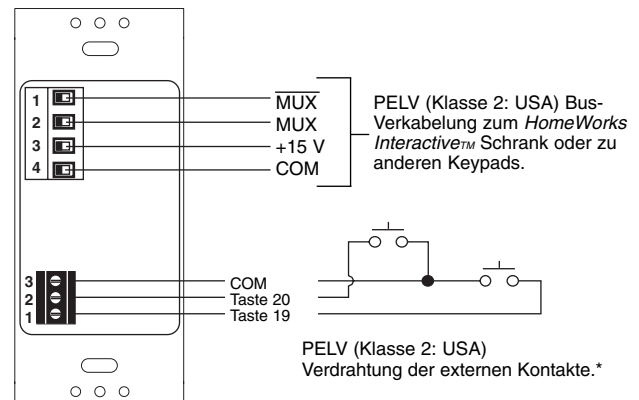 1 M̅U̅X̅
2 MUX
3 +15 V
4 COM
PELV (Klasse 2: USA) Bus-
Verkabelung zum HomeWorks
Interactive™ Schrank oder zu
anderen Keypads.
3 COM
2 Taste 20
1 Taste 19
PELV (Klasse 2: USA)
Verdrahtung der externen Kontakte.*